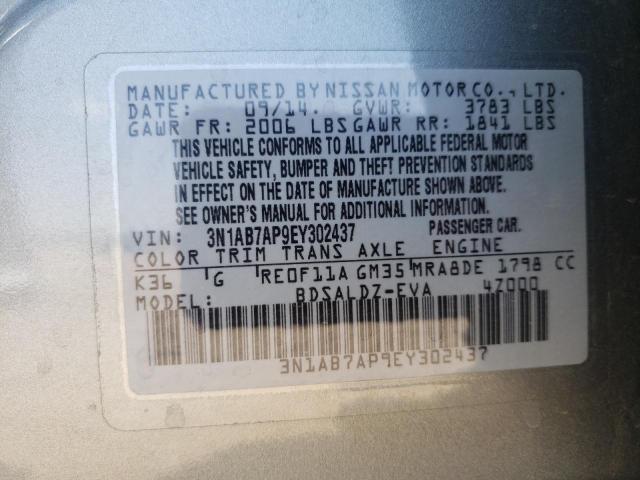 MANUFACTURED BY NISSAN MOTOR CO., LTD.
DATE: 09/14. GVWR: 3783 LBS
GAWR FR: 2006 LBS GAWR RR: 1841 LBS
THIS VEHICLE CONFORMS TO ALL APPLICABLE FEDERAL MOTOR
VEHICLE SAFETY, BUMPER AND THEFT PREVENTION STANDARDS
IN EFFECT ON THE DATE OF MANUFACTURE SHOWN ABOVE.
SEE OWNER'S MANUAL FOR ADDITIONAL INFORMATION.
VIN: 3N1AB7AP9EY302437 PASSENGER CAR.
COLOR TRIM TRANS AXLE ENGINE
K36 G RE0F11A GM35 MRA8DE 1798 CC
MODEL: BDSALDZ-EVA 4Z000
3N1AB7AP9EY302437